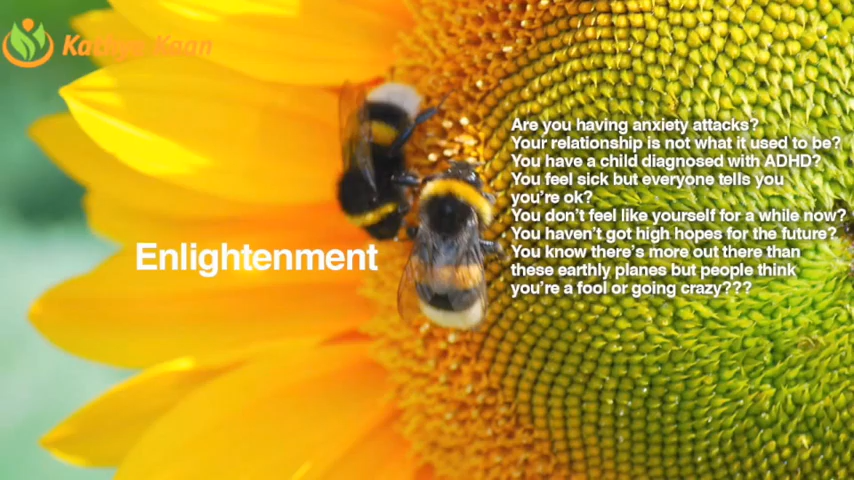 Kathya Kaan
Enlightenment
Are you having anxiety attacks?
Your relationship is not what it used to be?
You have a child diagnosed with ADHD?
You feel sick but everyone tells you
you're ok?
You don't feel like yourself for a while now?
You haven't got high hopes for the future?
You know there's more out there than
these earthly planes but people think
you're a fool or going crazy???